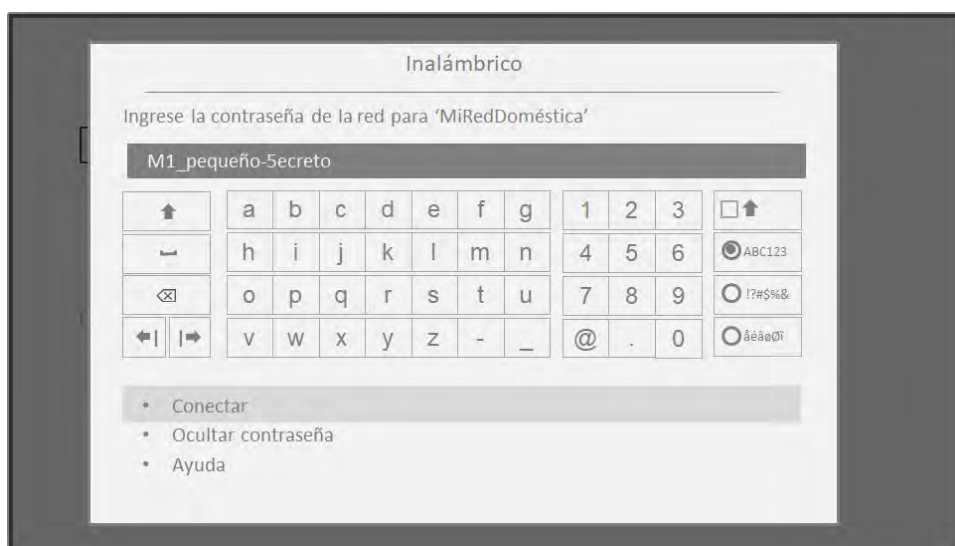 Inalámbrico
Ingrese la contraseña de la red para ‘MiRedDoméstica’
M1_pequeño-5ecreto
a b c d e f g 1 2 3
h i j k l m n 4 5 6 ABC123
o p q r s t u 7 8 9 !?#$%&
v w x y z - _ @ . 0 åéâøØî
• Conectar
• Ocultar contraseña
• Ayuda